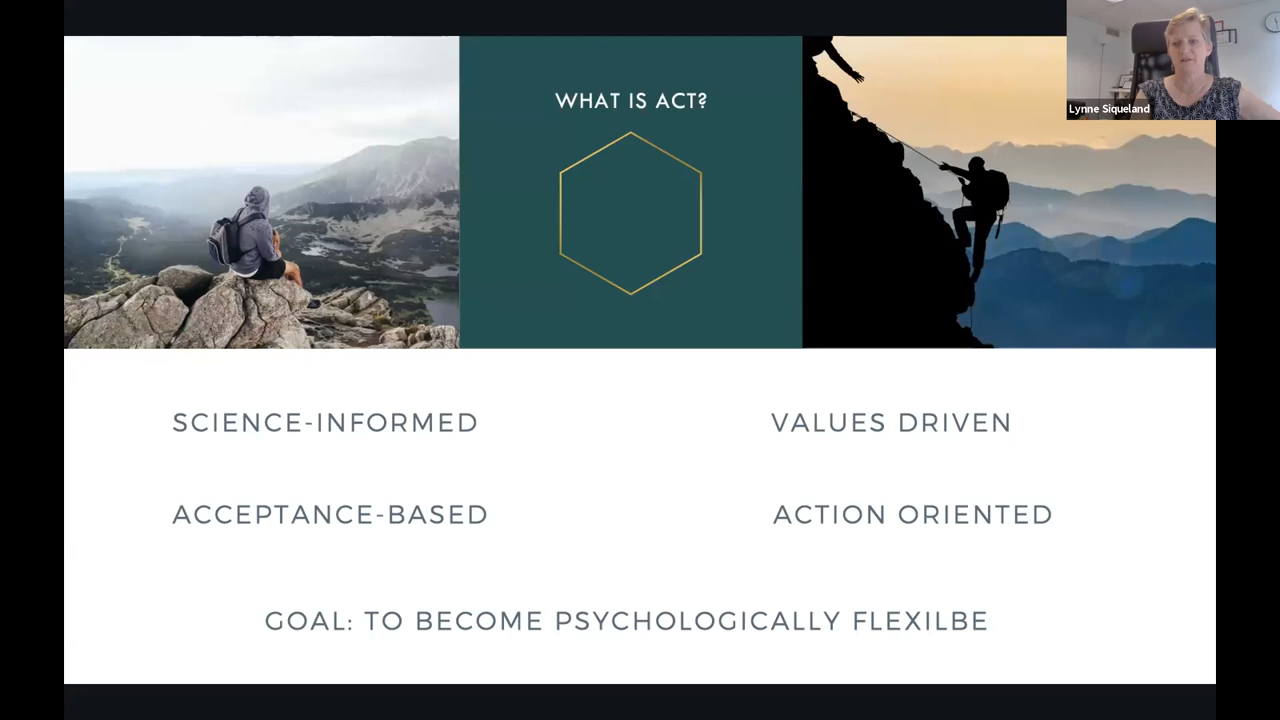 WHAT IS ACT?
Lynne Siqueland
SCIENCE-INFORMED
VALUES DRIVEN
ACCEPTANCE-BASED
ACTION ORIENTED
GOAL: TO BECOME PSYCHOLOGICALLY FLEXILBE